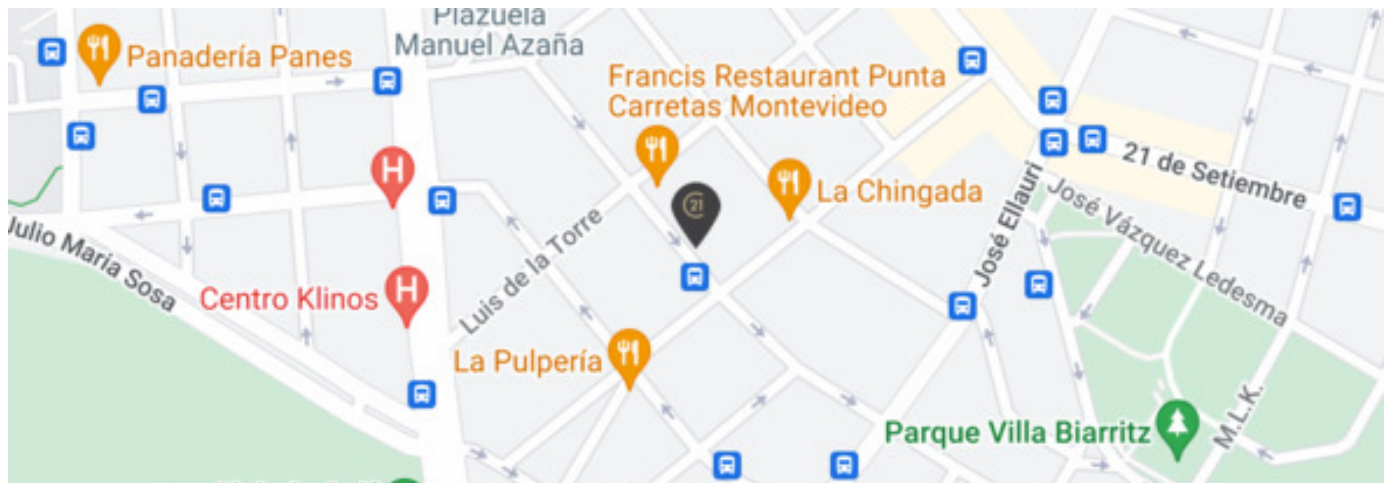 Plazuela
Manuel Azaña
Panadería Panes
Francis Restaurant Punta
Carretas Montevideo
21 de Setiembre
H
La Chingada
21
José Ellauri
José Vázquez Ledesma
Luis de la Torre
Julio María Sosa
Centro Klinos
H
La Pulpería
M.L.K.
Parque Villa Biarritz